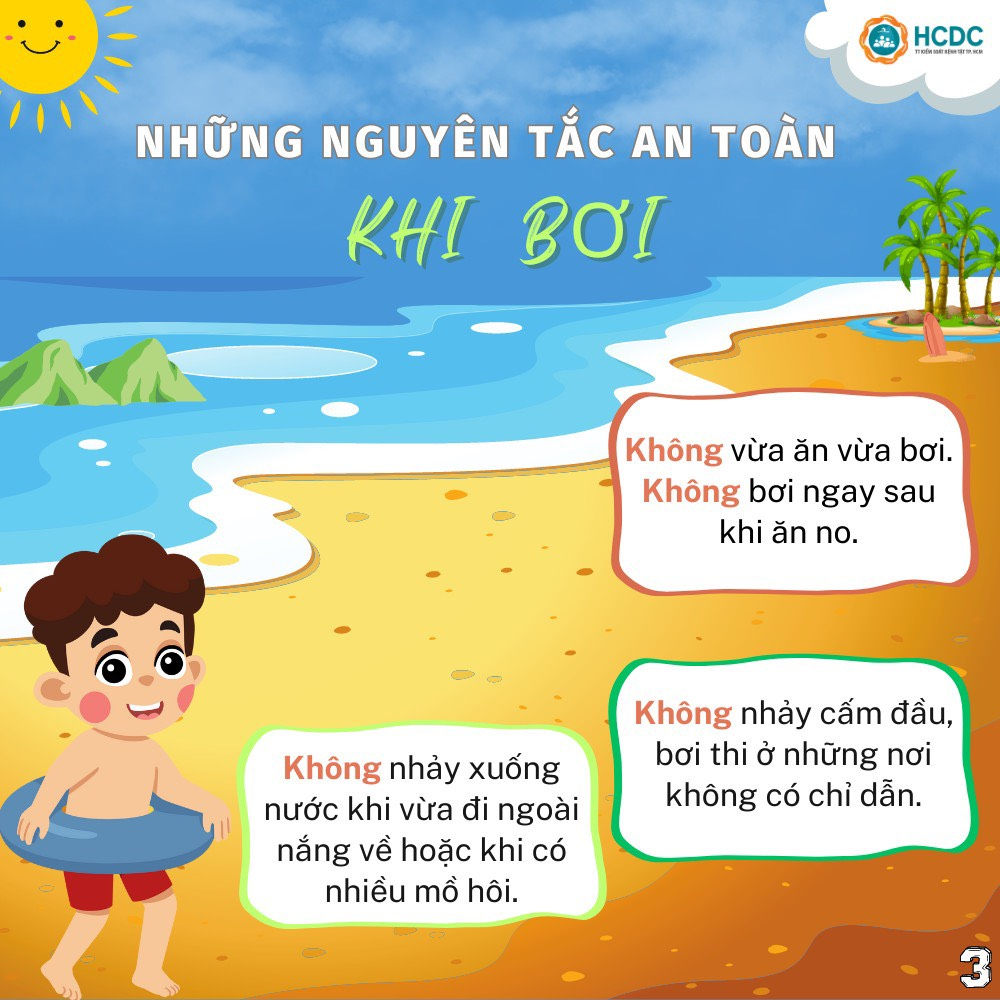 HCDC
TT KIỂM SOÁT BỆNH TẬT TP. HCM
NHỮNG NGUYÊN TẮC AN TOÀN
KHI BƠI
Không vừa ăn vừa bơi.
Không bơi ngay sau
khi ăn no.
Không nhảy cấm đầu,
bơi thi ở những nơi
không có chỉ dẫn.
Không nhảy xuống
nước khi vừa đi ngoài
nắng về hoặc khi có
nhiều mồ hôi.
3